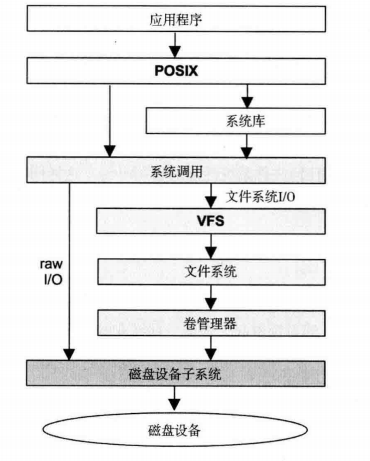 应用程序
POSIX
系统库
系统调用
文件系统I/O
VFS
raw
I/O
文件系统
卷管理器
磁盘设备子系统
磁盘设备